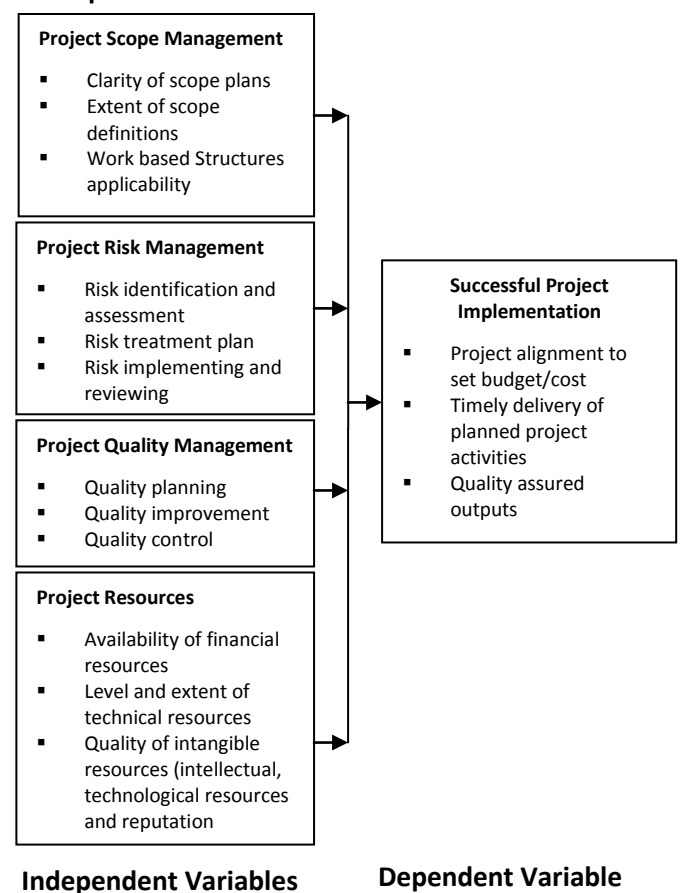 Project Scope Management
▪ Clarity of scope plans
▪ Extent of scope
definitions
▪ Work based Structures
applicability
Project Risk Management
▪ Risk identification and
assessment
▪ Risk treatment plan
▪ Risk implementing and
reviewing
Project Quality Management
▪ Quality planning
▪ Quality improvement
▪ Quality control
Project Resources
▪ Availability of financial
resources
▪ Level and extent of
technical resources
▪ Quality of intangible
resources (intellectual,
technological resources
and reputation
Successful Project
Implementation
▪ Project alignment to
set budget/cost
▪ Timely delivery of
planned project
activities
▪ Quality assured
outputs
Independent Variables
Dependent Variable